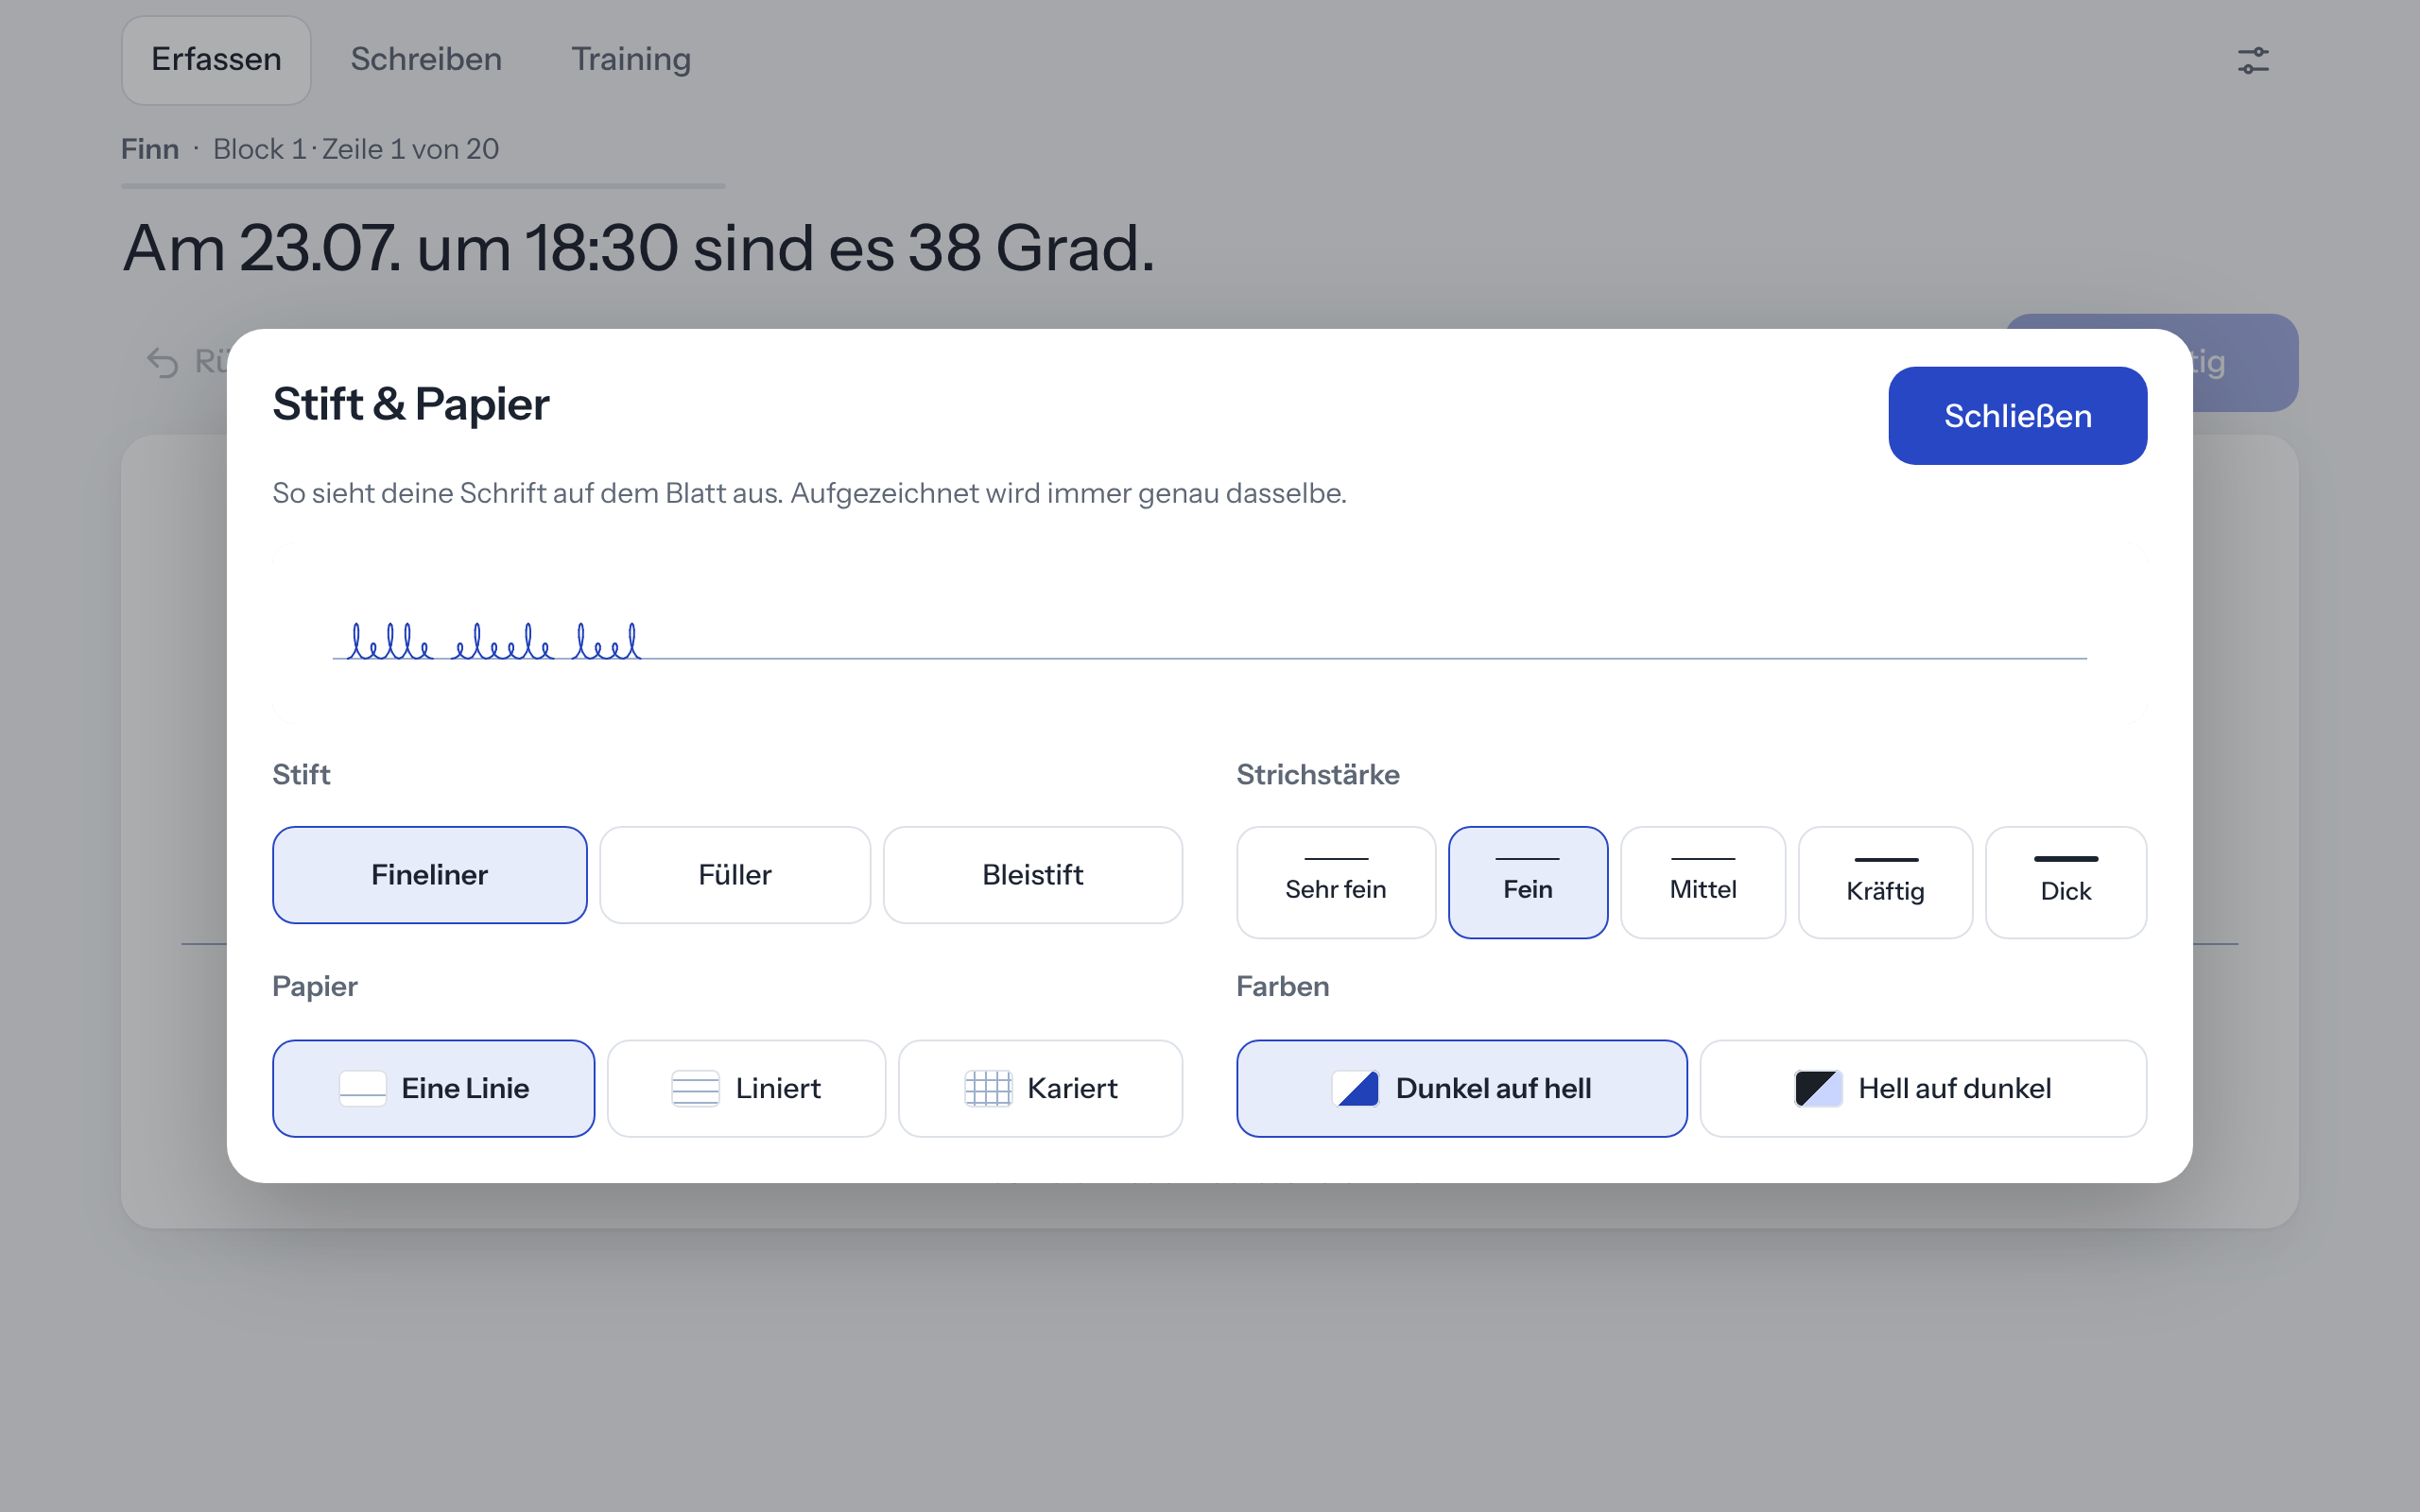 Erfassen Schreiben Training
Finn · Block 1 · Zeile 1 von 20
Am 23.07. um 18:30 sind es 38 Grad.
Stift & Papier
Schließen
So sieht deine Schrift auf dem Blatt aus. Aufgezeichnet wird immer genau dasselbe.
Stift
Fineliner Füller Bleistift
Strichstärke
Sehr fein Fein Mittel Kräftig Dick
Papier
Eine Linie Liniert Kariert
Farben
Dunkel auf hell Hell auf dunkel